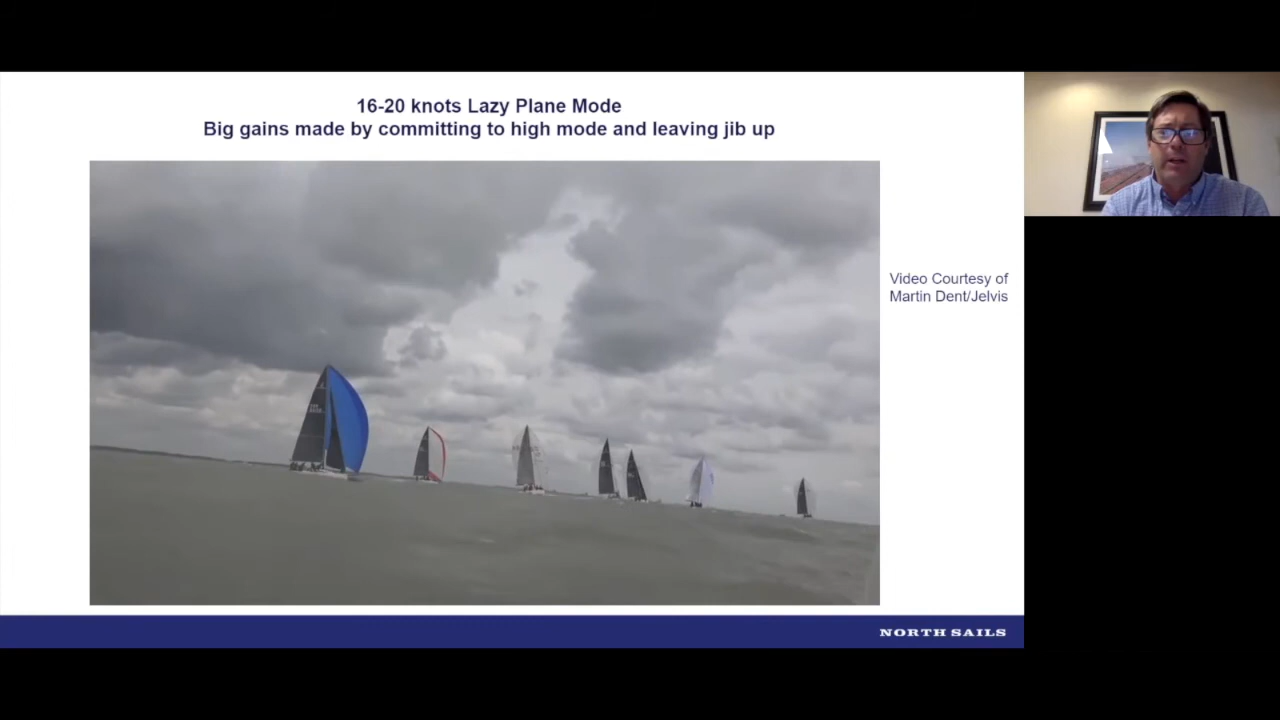 16-20 knots Lazy Plane Mode
Big gains made by committing to high mode and leaving jib up
Video Courtesy of
Martin Dent/Jelvis
NORTH SAILS